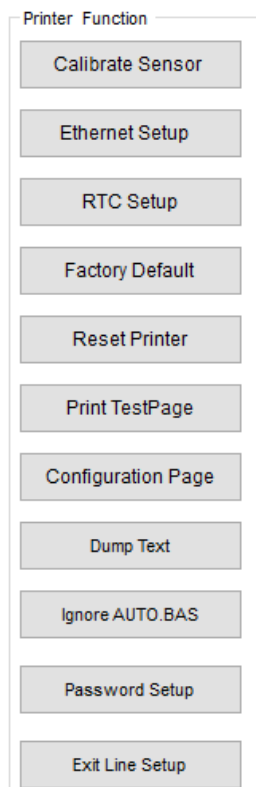 Printer Function
Calibrate Sensor
Ethernet Setup
RTC Setup
Factory Default
Reset Printer
Print TestPage
Configuration Page
Dump Text
Ignore AUTO.BAS
Password Setup
Exit Line Setup